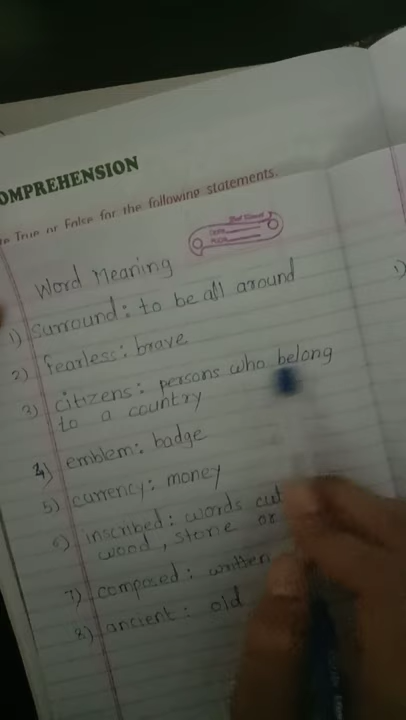 OMPREHENSION
True or False for the following statements.
Word Meaning
1) Surround: to be all around
2) fearless: brave
3) citizens: persons who belong
to a country
4) emblem: badge
5) currency: money
6) inscribed: words cut
wood, stone or
7) composed: written
8) ancient: old
1)